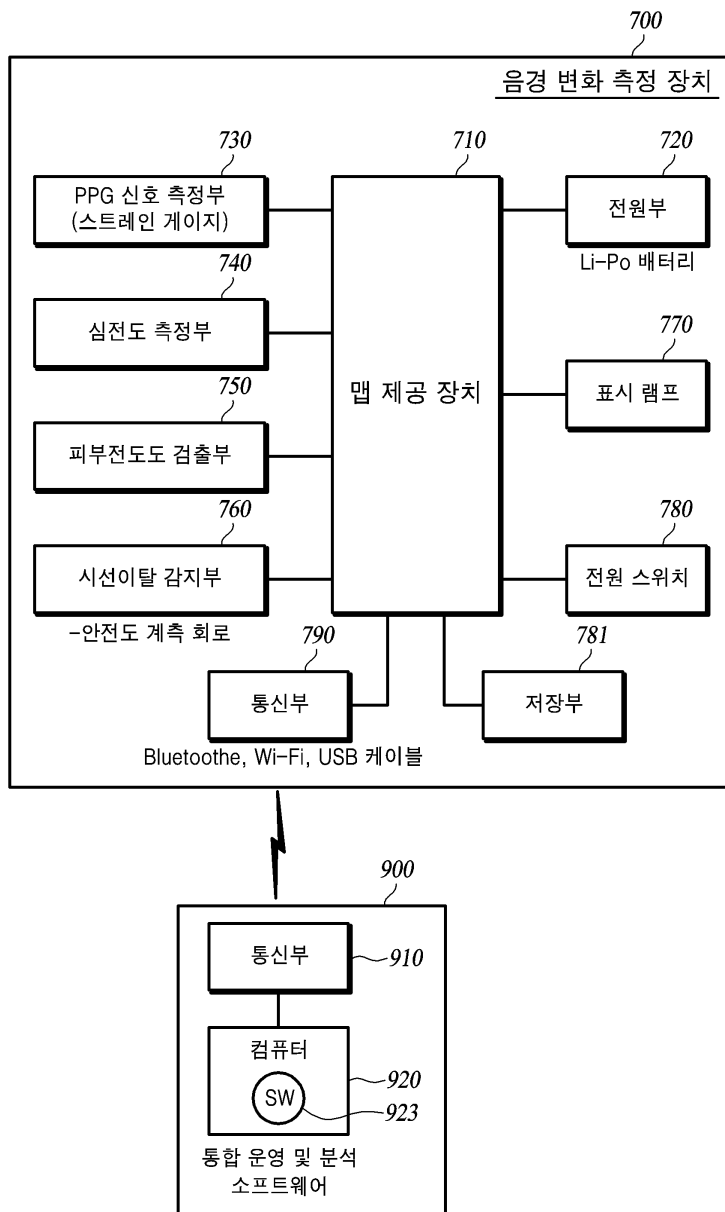 700
음경 변화 측정 장치
730
710
720
PPG 신호 측정부
(스트레인 게이지)
전원부
Li-Po 배터리
740
심전도 측정부
맵 제공 장치
770
표시 램프
750
피부전도도 검출부
760
시선이탈 감지부
-안전도 계측 회로
780
전원 스위치
790
통신부
Bluetoothe, Wi-Fi, USB 케이블
781
저장부
900
통신부
910
컴퓨터
SW
920
923
통합 운영 및 분석
소프트웨어